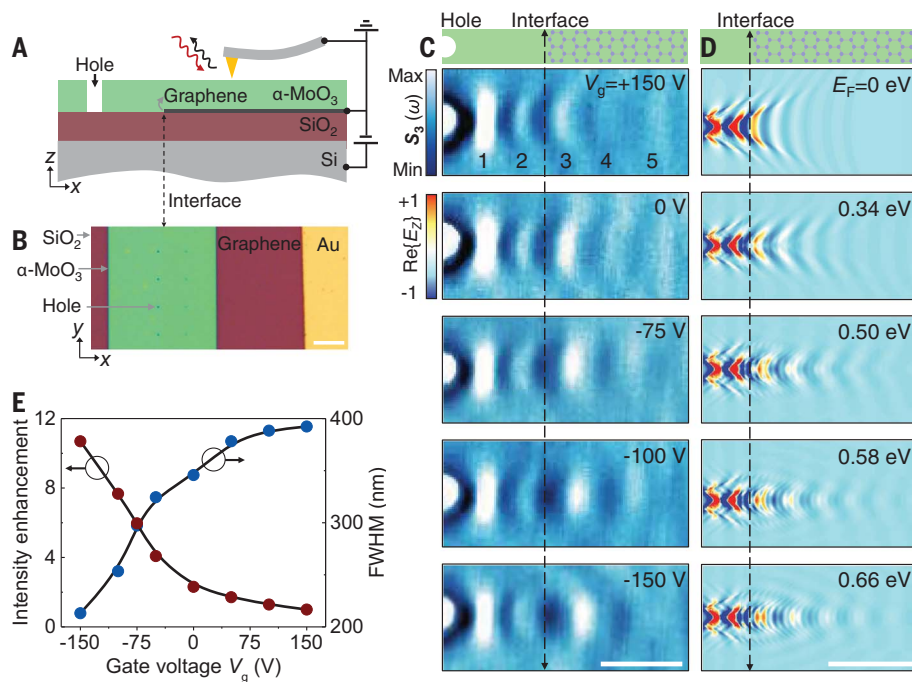 A
Hole
Graphene
α-MoO3
SiO2
Si
z
x
Interface
B
SiO2
α-MoO3
Hole
Graphene
Au
y
x
C
Hole
Interface
Max
S3 (ω)
Min
Vg=+150 V
1 2 3 4 5
+1
Re{Ez}
-1
0 V
-75 V
-100 V
-150 V
D
Interface
EF=0 eV
0.34 eV
0.50 eV
0.58 eV
0.66 eV
E
Intensity enhancement
12
8
4
0
400
300
200
FWHM (nm)
-150 -75 0 75 150
Gate voltage Vg (V)